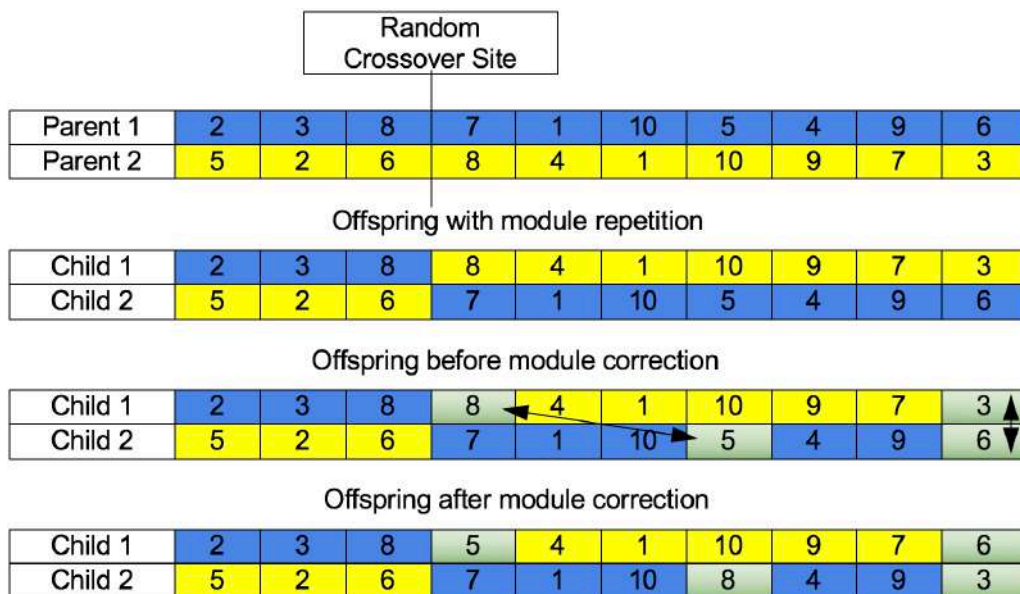 Random
Crossover Site
Parent 1 2 3 8 7 1 10 5 4 9 6
Parent 2 5 2 6 8 4 1 10 9 7 3
Offspring with module repetition
Child 1 2 3 8 8 4 1 10 9 7 3
Child 2 5 2 6 7 1 10 5 4 9 6
Offspring before module correction
Child 1 2 3 8 8 4 1 10 9 7 3
Child 2 5 2 6 7 1 10 5 4 9 6
Offspring after module correction
Child 1 2 3 8 5 4 1 10 9 7 6
Child 2 5 2 6 7 1 10 8 4 9 3